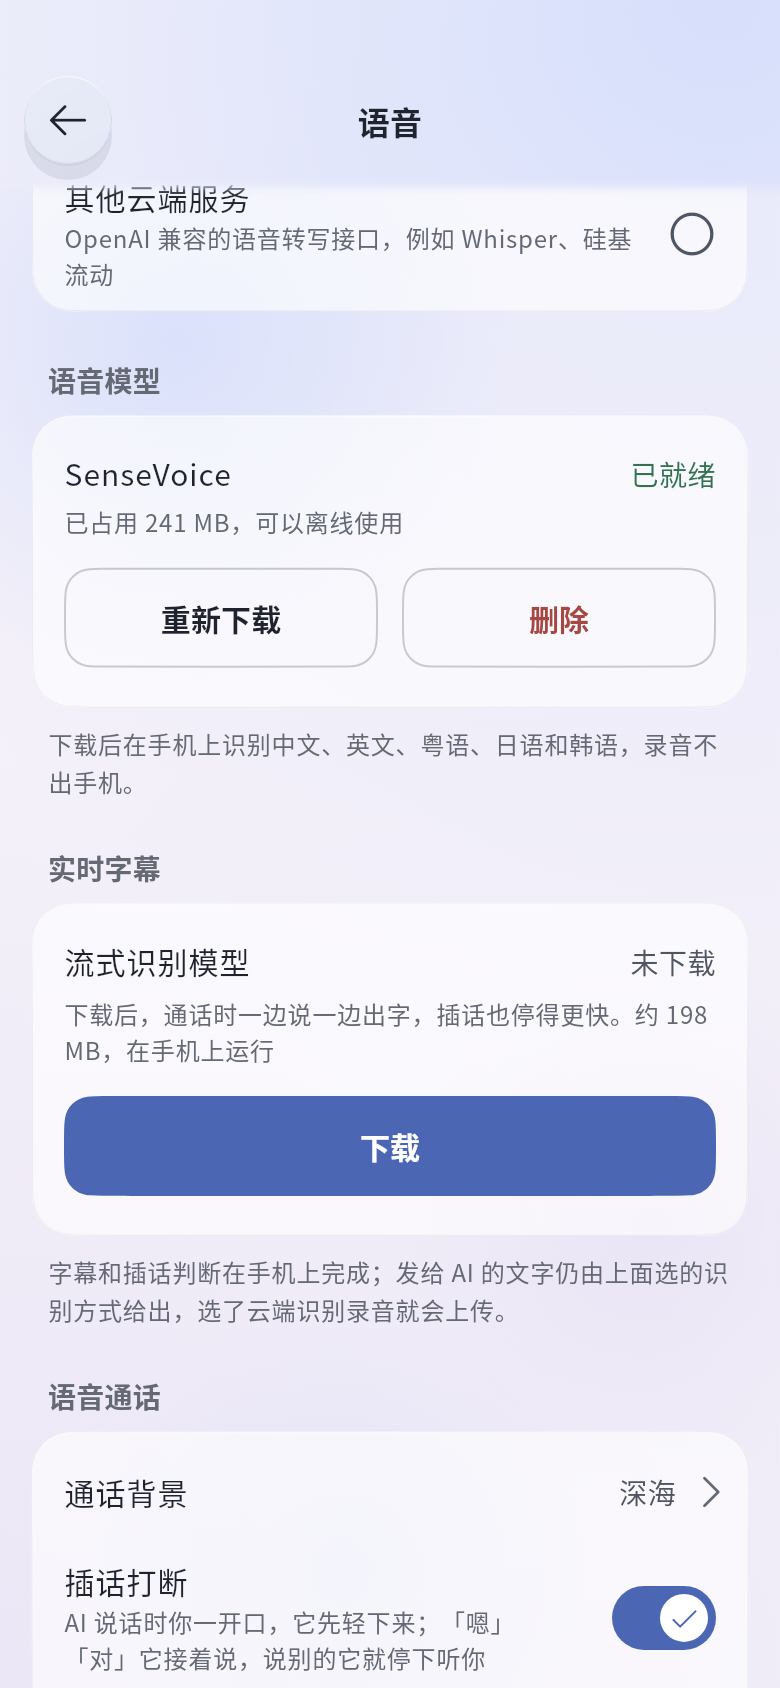 语音
其他云端服务
OpenAI 兼容的语音转写接口，例如 Whisper、硅基
流动
语音模型
SenseVoice
已就绪
已占用 241 MB，可以离线使用
重新下载
删除
下载后在手机上识别中文、英文、粤语、日语和韩语，录音不
出手机。
实时字幕
流式识别模型
未下载
下载后，通话时一边说一边出字，插话也停得更快。约 198
MB，在手机上运行
下载
字幕和插话判断在手机上完成；发给 AI 的文字仍由上面选的识
别方式给出，选了云端识别录音就会上传。
语音通话
通话背景
深海
插话打断
AI 说话时你一开口，它先轻下来；「嗯」
「对」它接着说，说别的它就停下听你